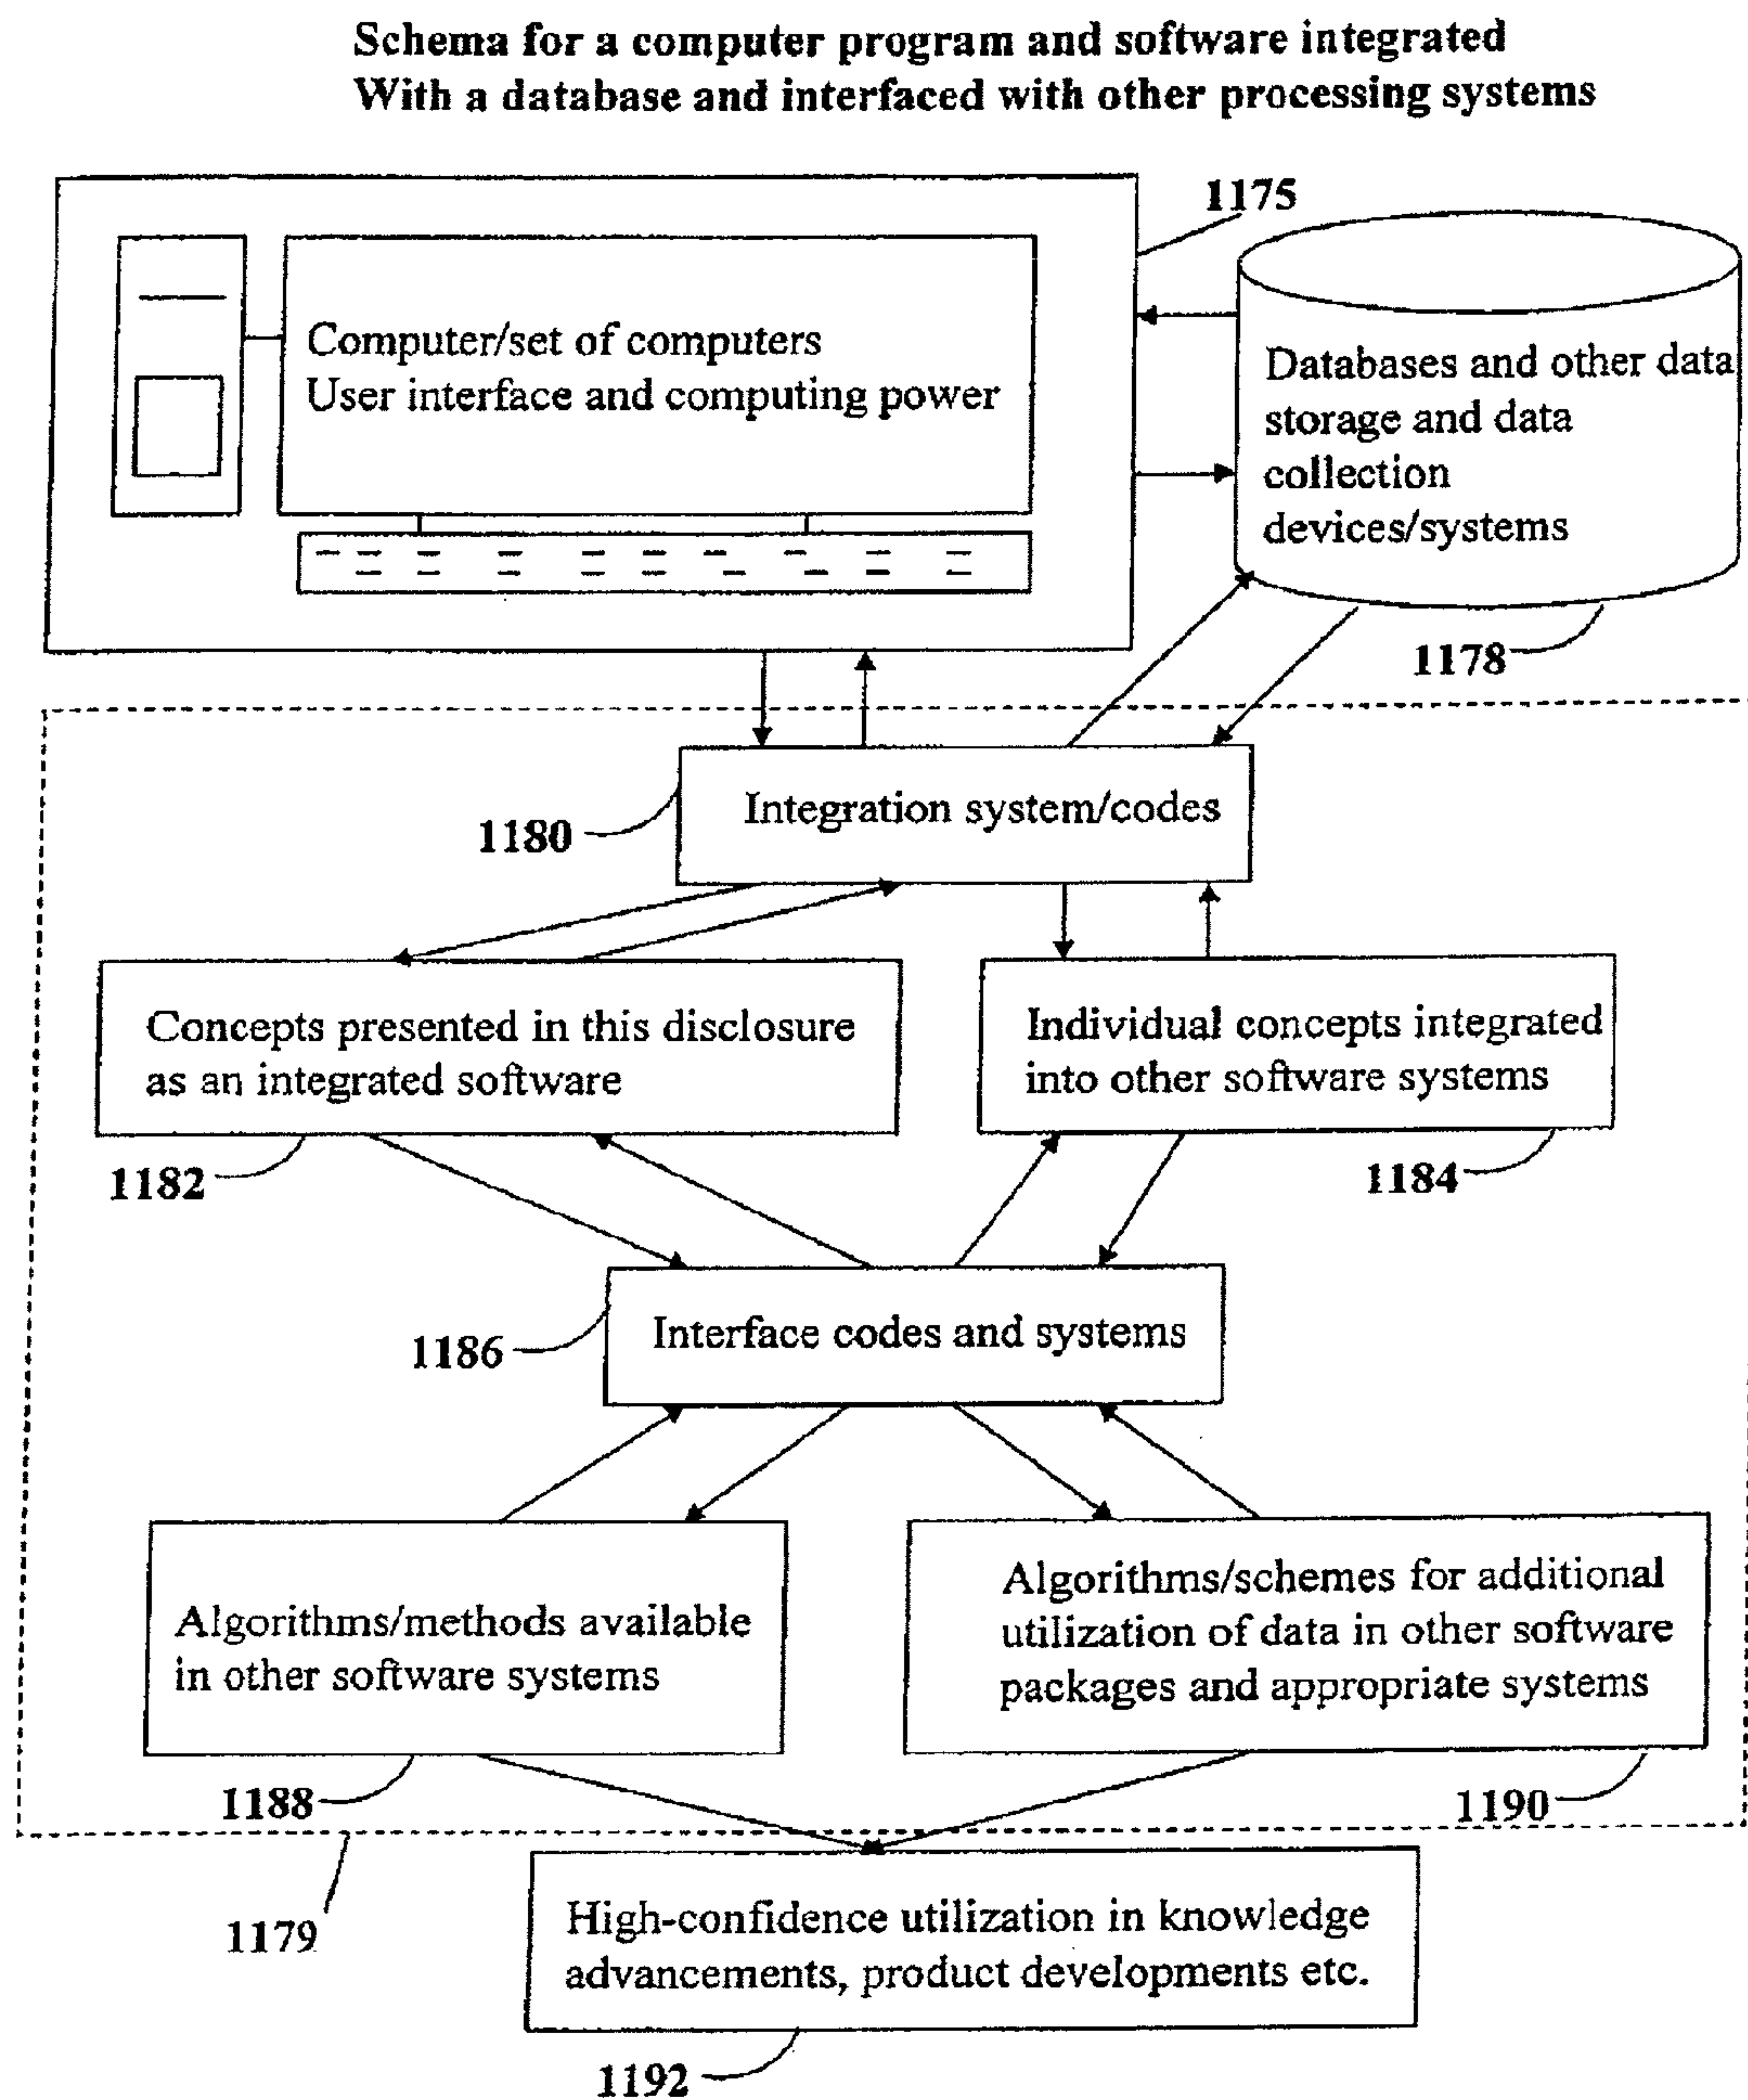 Schema for a computer program and software integrated
With a database and interfaced with other processing systems
1175
Computer/set of computers
User interface and computing power
Databases and other data
storage and data
collection
devices/systems
1178
Integration system/codes
1180
Concepts presented in this disclosure
as an integrated software
Individual concepts integrated
into other software systems
1182
1184
Interface codes and systems
1186
Algorithms/methods available
in other software systems
Algorithms/schemes for additional
utilization of data in other software
packages and appropriate systems
1188
1190
1179
High-confidence utilization in knowledge
advancements, product developments etc.
1192